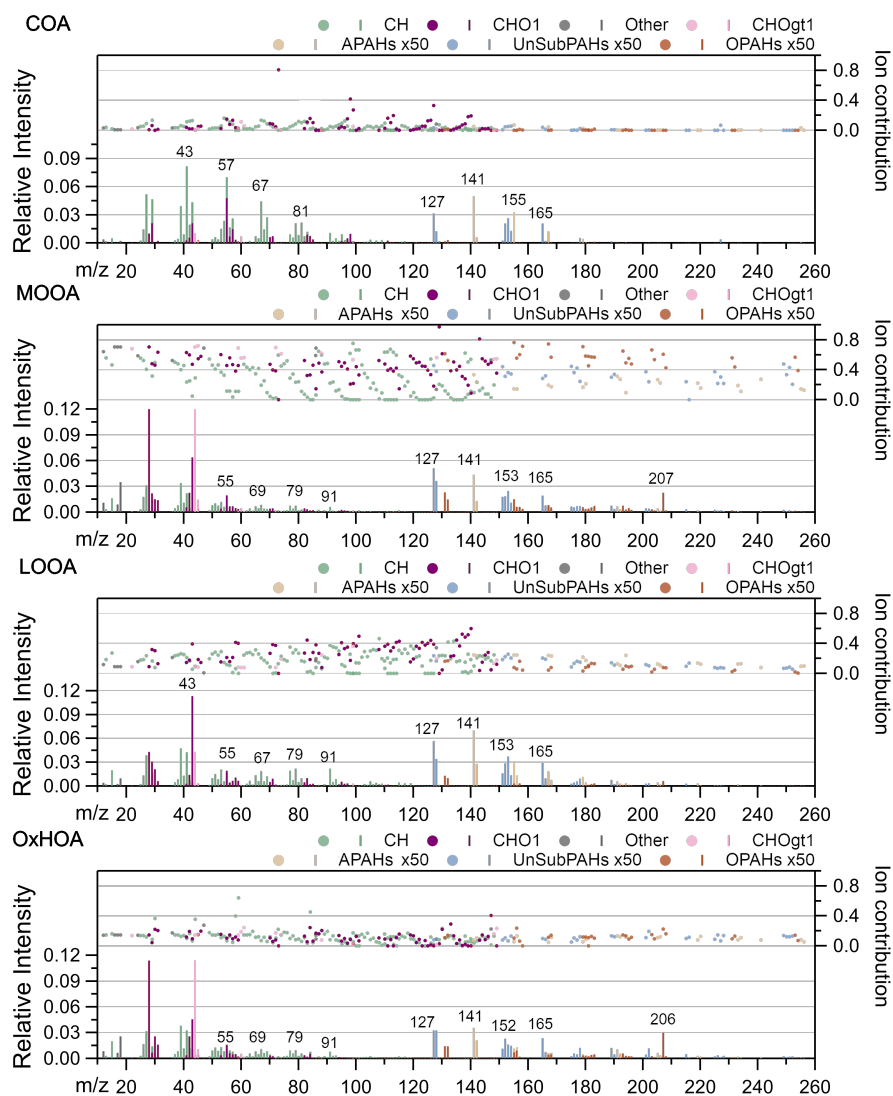 COA
CH CHO1 Other CHOgt1
APAHs x50 UnSubPAHs x50 OPAHs x50
Relative Intensity
Ion contribution
0.8
0.4
0.0
0.09
0.06
0.03
0.00
43
57
67
81
127
141
155
165
m/z 20 40 60 80 100 120 140 160 180 200 220 240 260
MOOA
CH CHO1 Other CHOgt1
APAHs x50 UnSubPAHs x50 OPAHs x50
Relative Intensity
Ion contribution
0.8
0.4
0.0
0.12
0.09
0.06
0.03
0.00
55
69
79
91
127
141
153
165
207
m/z 20 40 60 80 100 120 140 160 180 200 220 240 260
LOOA
CH CHO1 Other CHOgt1
APAHs x50 UnSubPAHs x50 OPAHs x50
Relative Intensity
Ion contribution
0.8
0.4
0.0
0.12
0.09
0.06
0.03
0.00
43
55
67
79
91
127
141
153
165
m/z 20 40 60 80 100 120 140 160 180 200 220 240 260
OxHOA
CH CHO1 Other CHOgt1
APAHs x50 UnSubPAHs x50 OPAHs x50
Relative Intensity
Ion contribution
0.8
0.4
0.0
0.12
0.09
0.06
0.03
0.00
55
69
79
91
127
141
152
165
206
m/z 20 40 60 80 100 120 140 160 180 200 220 240 260